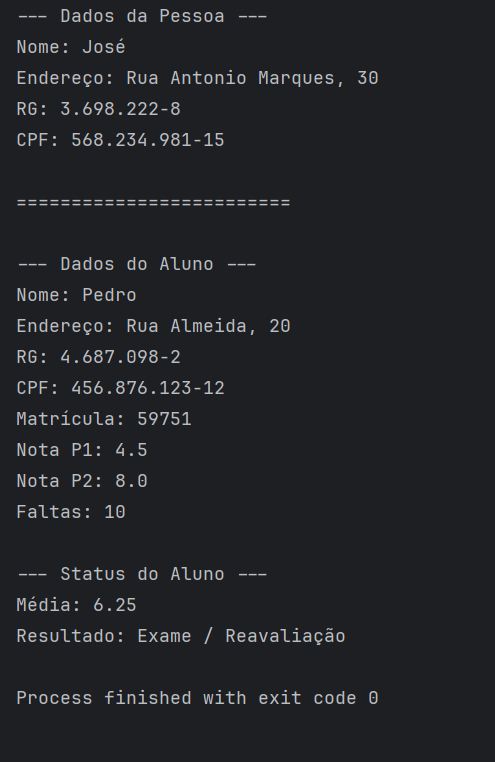 --- Dados da Pessoa ---
Nome: José
Endereço: Rua Antonio Marques, 30
RG: 3.698.222-8
CPF: 568.234.981-15
=========================
--- Dados do Aluno ---
Nome: Pedro
Endereço: Rua Almeida, 20
RG: 4.687.098-2
CPF: 456.876.123-12
Matrícula: 59751
Nota P1: 4.5
Nota P2: 8.0
Faltas: 10
--- Status do Aluno ---
Média: 6.25
Resultado: Exame / Reavaliação
Process finished with exit code 0